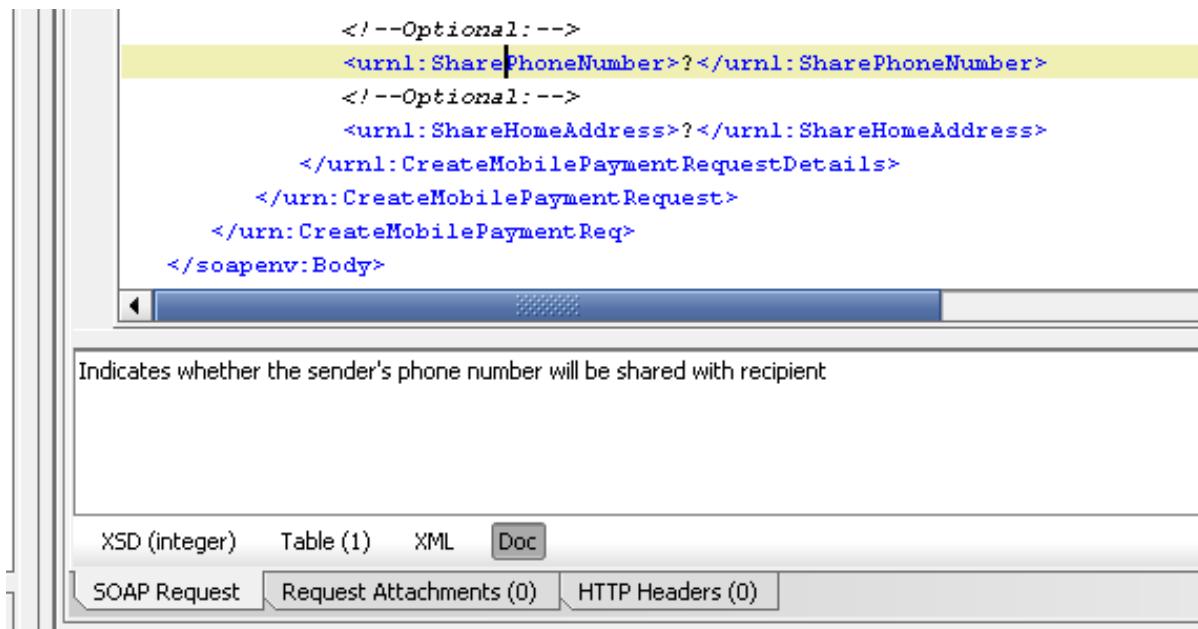 <!--Optional:-->
<urn1:SharePhoneNumber>?</urn1:SharePhoneNumber>
<!--Optional:-->
<urn1:ShareHomeAddress>?</urn1:ShareHomeAddress>
</urn1:CreateMobilePaymentRequestDetails>
</urn:CreateMobilePaymentRequest>
</urn:CreateMobilePaymentReq>
</soapenv:Body>
Indicates whether the sender's phone number will be shared with recipient
XSD (integer) Table (1) XML Doc
SOAP Request Request Attachments (0) HTTP Headers (0)